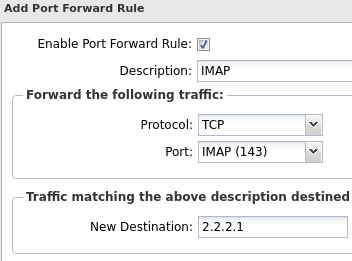 Add Port Forward Rule
Enable Port Forward Rule:
Description: IMAP
Forward the following traffic:
Protocol: TCP
Port: IMAP (143)
Traffic matching the above description destined
New Destination: 2.2.2.1